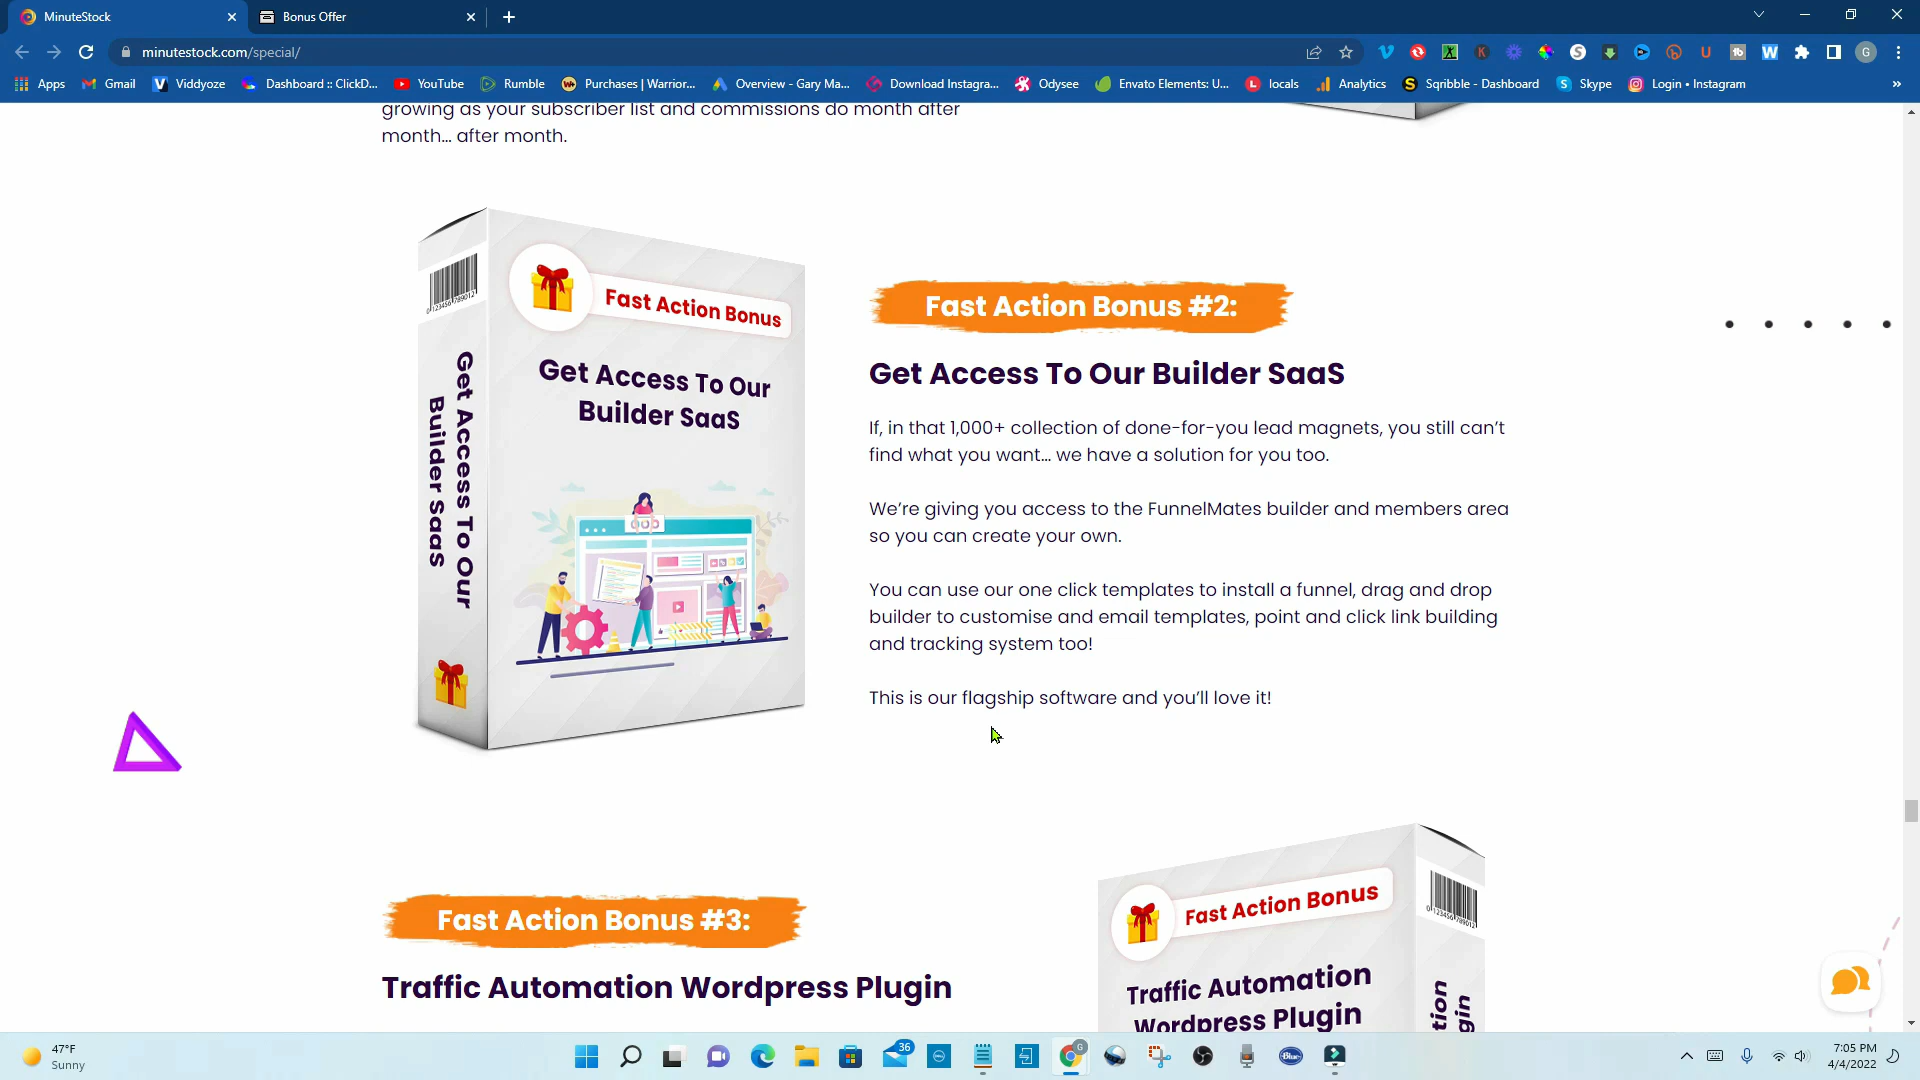 MinuteStock
Bonus Offer
minutestock.com/special/
Apps
Gmail
Viddyoze
Dashboard :: ClickD...
YouTube
Rumble
Purchases | Warrior...
Overview - Gary Ma...
Download Instagra...
Odysee
Envato Elements: U...
locals
Analytics
Sqribble - Dashboard
Skype
Login • Instagram
»
growing as your subscriber list and commissions do month after
month... after month.
Fast Action Bonus
Get Access To Our
Builder SaaS
Get Access To Our
Builder SaaS
0 123456 789012
Fast Action Bonus #2:
Get Access To Our Builder SaaS
If, in that 1,000+ collection of done-for-you lead magnets, you still can't
find what you want... we have a solution for you too.
We're giving you access to the FunnelMates builder and members area
so you can create your own.
You can use our one click templates to install a funnel, drag and drop
builder to customise and email templates, point and click link building
and tracking system too!
This is our flagship software and you'll love it!
Fast Action Bonus #3:
Traffic Automation Wordpress Plugin
Fast Action Bonus
Traffic Automation
Wordpress Plugin
0 123456 789012
47°F
Sunny
36
7:05 PM
4/4/2022